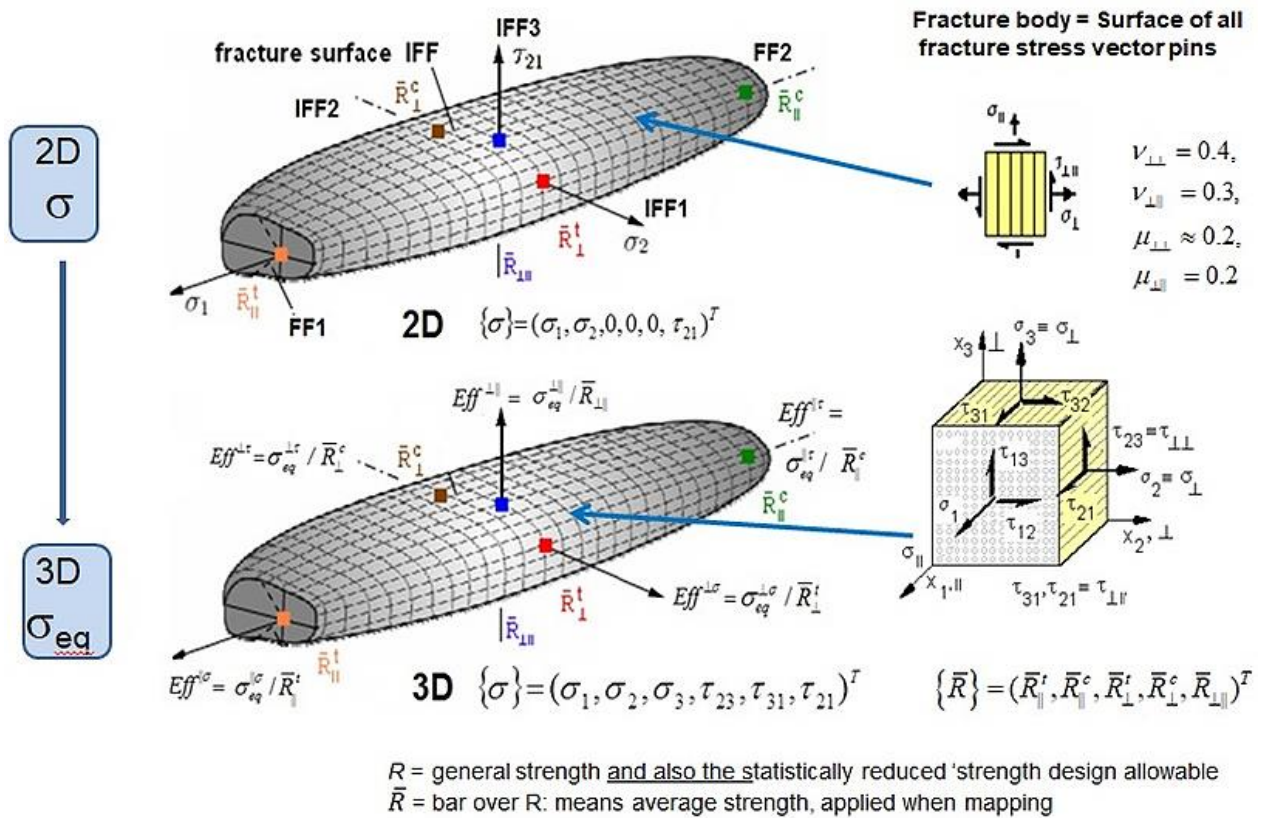 Fracture body = Surface of all
fracture stress vector pins
2D
σ
fracture surface IFF
IFF3
τ₂₁
FF2
IFF2
R̄⊥ᶜ
R̄∥ᶜ
IFF1
σ₂
R̄⊥ᵗ
R̄⊥∥
σ₁
R̄∥ᵗ
FF1
2D {σ}=(σ₁,σ₂,0,0,0,τ₂₁)ᵀ
σ∥
τ⊥∥
σ⊥
ν⊥⊥ = 0.4,
ν⊥∥ = 0.3,
μ⊥⊥ ≈ 0.2,
μ⊥∥ = 0.2
3D
σeq
Eff^⊥∥ = σeq^⊥∥ / R̄⊥∥
Eff^∥τ =
σeq^∥τ / R̄∥ᶜ
Eff^⊥τ = σeq^⊥τ / R̄⊥ᶜ
R̄⊥ᶜ
R̄∥ᶜ
Eff^⊥σ = σeq^⊥σ / R̄⊥ᵗ
R̄⊥ᵗ
R̄⊥∥
R̄∥ᵗ
Eff^∥σ = σeq^∥σ / R̄∥ᵗ
3D {σ}=(σ₁,σ₂,σ₃,τ₂₃,τ₃₁,τ₂₁)ᵀ
σ₃≡ σ⊥
x₃ ⊥
τ₃₁
τ₃₂
τ₂₃≡τ⊥⊥
τ₁₃
σ₂≡ σ⊥
σ₁
τ₁₂
τ₂₁
σ∥
x₂, ⊥
x₁,∥
τ₃₁,τ₂₁ = τ⊥∥
{R̄} = (R̄∥ᵗ,R̄∥ᶜ,R̄⊥ᵗ,R̄⊥ᶜ,R̄⊥∥)ᵀ
R = general strength and also the statistically reduced ‘strength design allowable
R̄ = bar over R: means average strength, applied when mapping